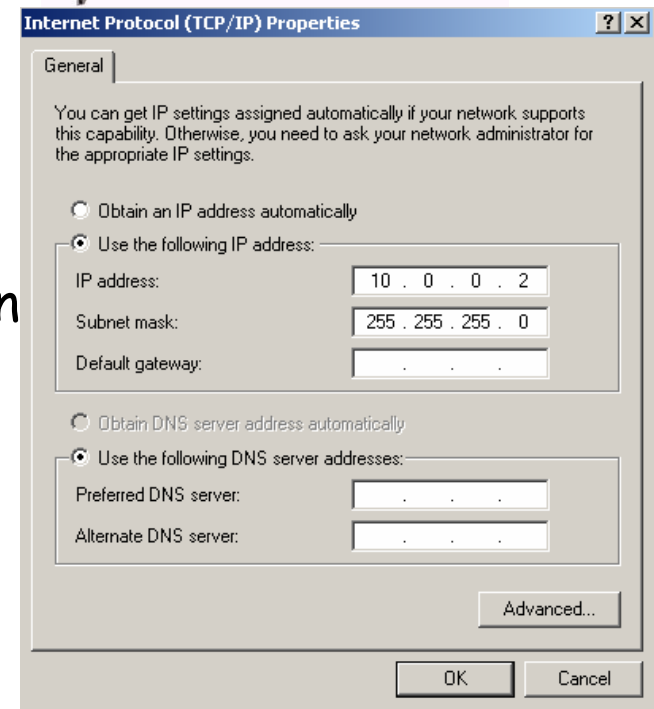 Internet Protocol (TCP/IP) Properties
General
You can get IP settings assigned automatically if your network supports
this capability. Otherwise, you need to ask your network administrator for
the appropriate IP settings.
Obtain an IP address automatically
Use the following IP address:
IP address: 10 . 0 . 0 . 2
n
Subnet mask: 255 . 255 . 255 . 0
Default gateway: . . .
Obtain DNS server address automatically
Use the following DNS server addresses:
Preferred DNS server: . . .
Alternate DNS server: . . .
Advanced...
OK Cancel